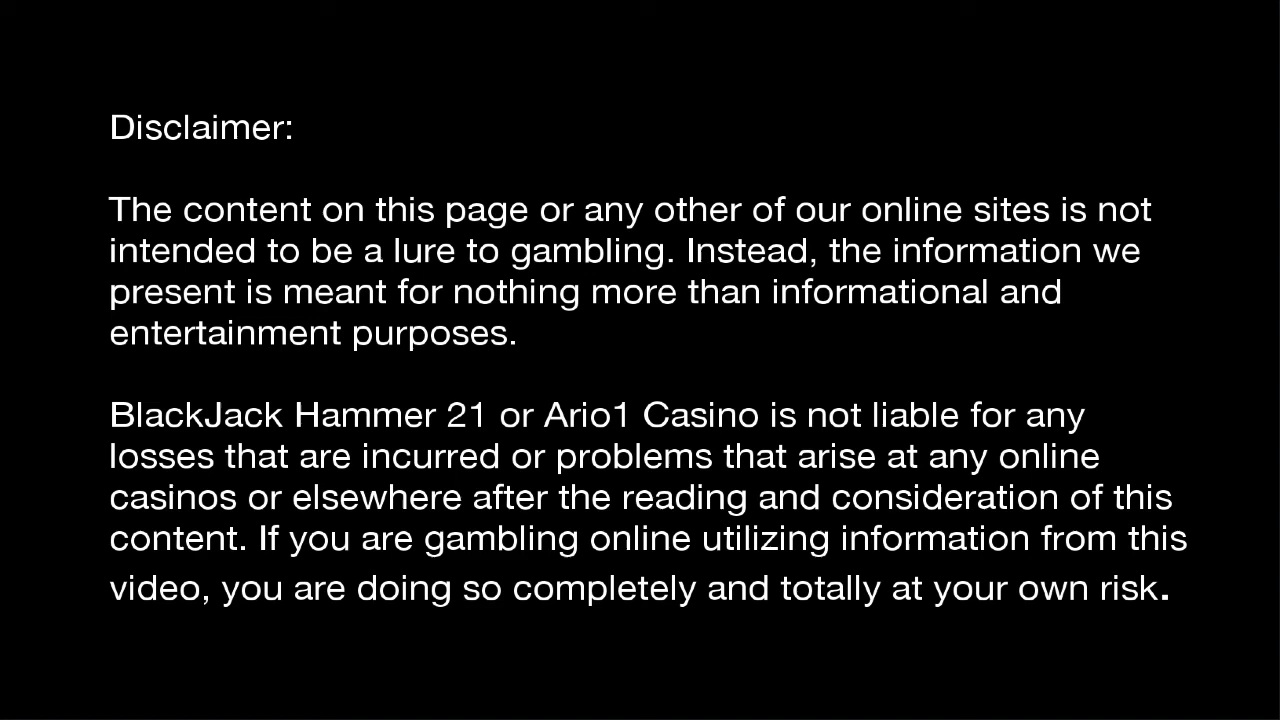 Disclaimer:
The content on this page or any other of our online sites is not
intended to be a lure to gambling. Instead, the information we
present is meant for nothing more than informational and
entertainment purposes.
BlackJack Hammer 21 or Ario1 Casino is not liable for any
losses that are incurred or problems that arise at any online
casinos or elsewhere after the reading and consideration of this
content. If you are gambling online utilizing information from this
video, you are doing so completely and totally at your own risk.